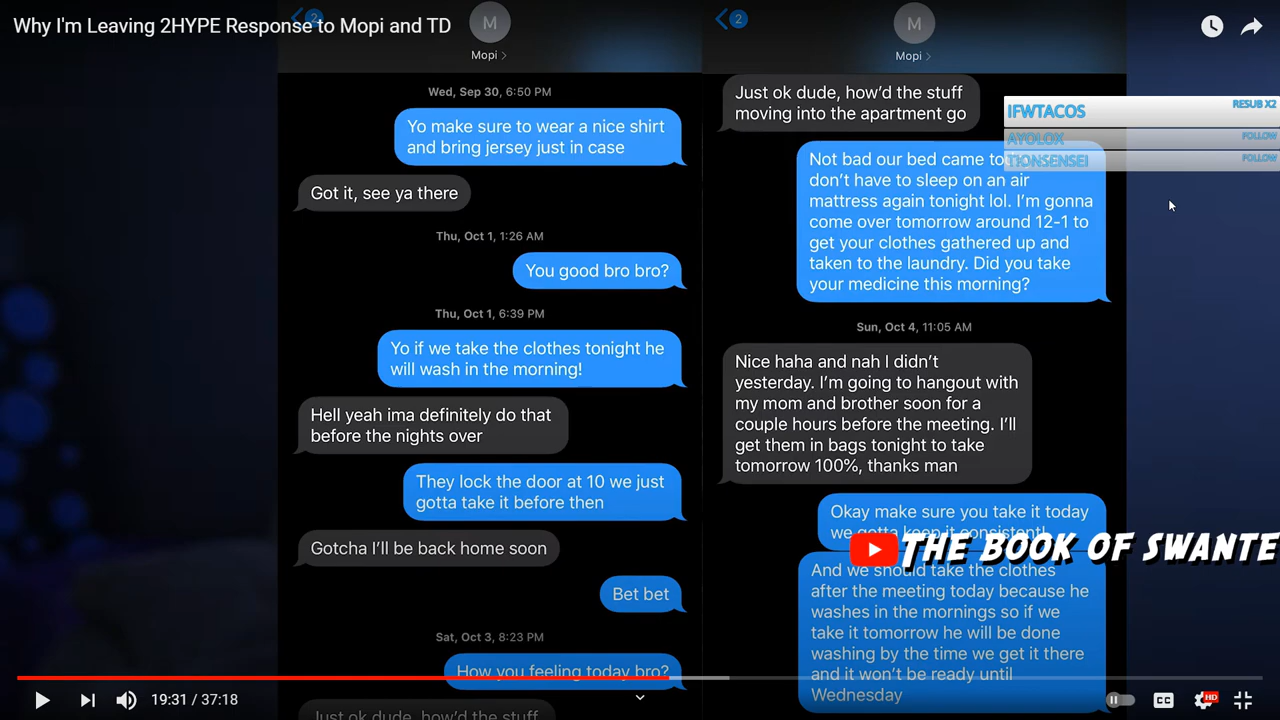 Why I'm Leaving 2HYPE Response to Mopi and TD
2
M
Mopi
Wed, Sep 30, 6:50 PM
Yo make sure to wear a nice shirt
and bring jersey just in case
Got it, see ya there
Thu, Oct 1, 1:26 AM
You good bro bro?
Thu, Oct 1, 6:39 PM
Yo if we take the clothes tonight he
will wash in the morning!
Hell yeah ima definitely do that
before the nights over
They lock the door at 10 we just
gotta take it before then
Gotcha I'll be back home soon
Bet bet
Sat, Oct 3, 8:23 PM
How you feeling today bro?
Just ok dude, how'd the stuff
2
M
Mopi
Just ok dude, how'd the stuff
moving into the apartment go
Not bad our bed came to
don't have to sleep on an air
mattress again tonight lol. I'm gonna
come over tomorrow around 12-1 to
get your clothes gathered up and
taken to the laundry. Did you take
your medicine this morning?
Sun, Oct 4, 11:05 AM
Nice haha and nah I didn't
yesterday. I'm going to hangout with
my mom and brother soon for a
couple hours before the meeting. I'll
get them in bags tonight to take
tomorrow 100%, thanks man
Okay make sure you take it today
we gotta keep it consistent!
And we should take the clothes
after the meeting today because he
washes in the mornings so if we
take it tomorrow he will be done
washing by the time we get it there
and it won't be ready until
Wednesday
IFWTACOS RESUB X2
AYOLOX FOLLOW
FOLLOW
THE BOOK OF SWANTE
19:31 / 37:18
CC
HD